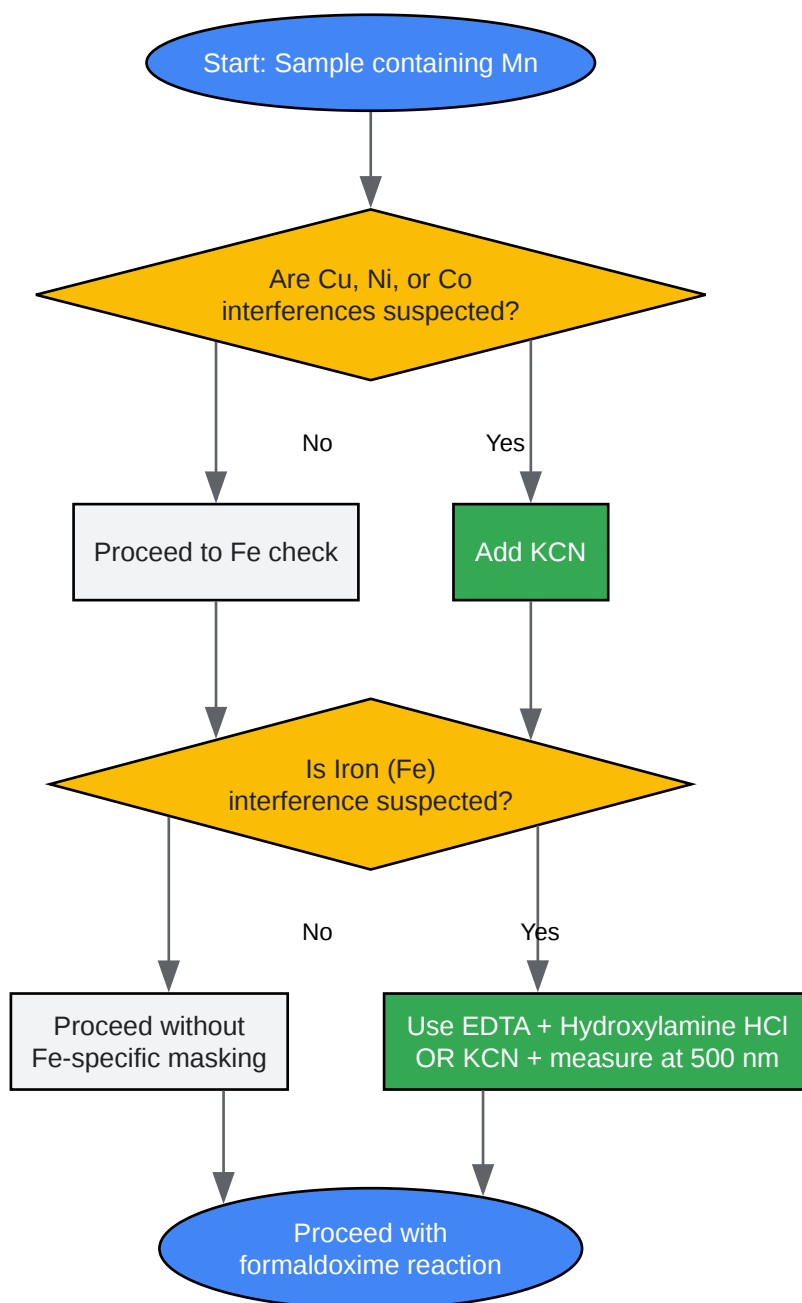 Start: Sample containing Mn
Are Cu, Ni, or Co
interferences suspected?
No
Yes
Proceed to Fe check
Add KCN
Is Iron (Fe)
interference suspected?
No
Yes
Proceed without
Fe-specific masking
Use EDTA + Hydroxylamine HCl
OR KCN + measure at 500 nm
Proceed with
formaldoxime reaction